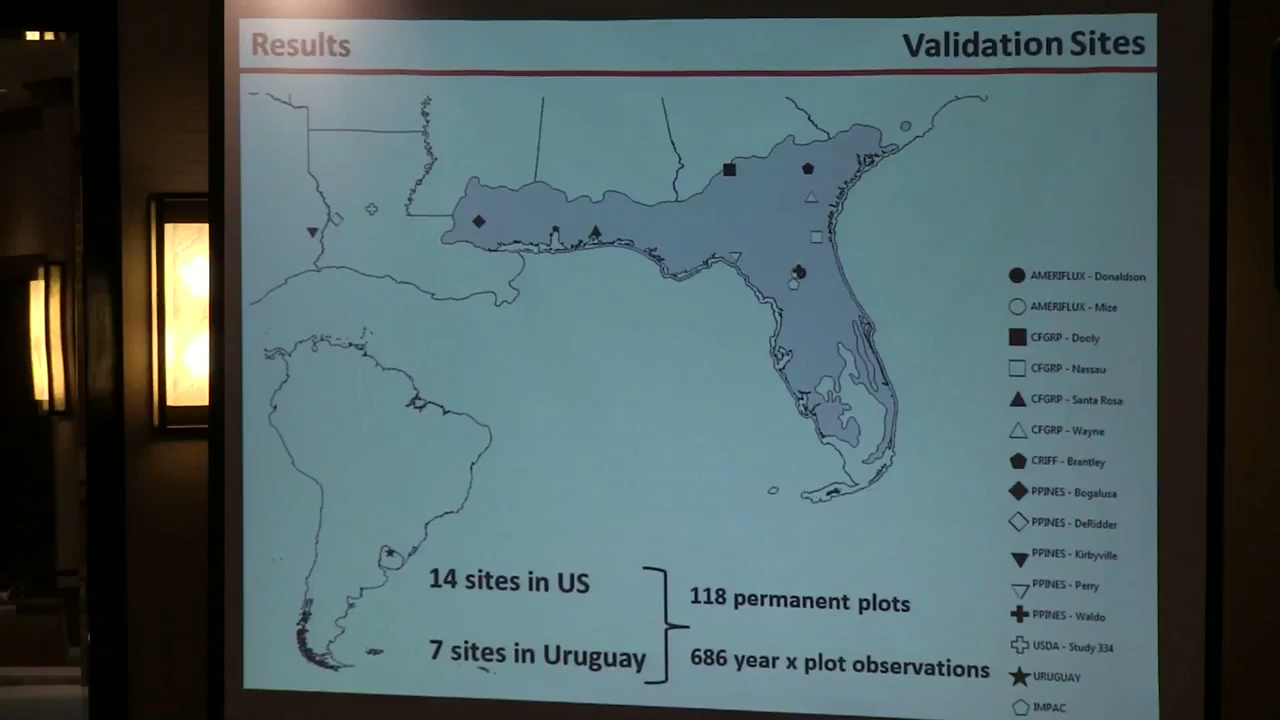 Results
Validation Sites
AMERIFLUX - Donaldson
AMERIFLUX - Mize
CFGRP - Dooly
CFGRP - Nassau
CFGRP - Santa Rosa
CFGRP - Wayne
CRIFF - Brantley
PPINES - Bogalusa
PPINES - DeRidder
PPINES - Kirbyville
PPINES - Perry
PPINES - Waldo
USDA - Study 334
URUGUAY
IMPAC
14 sites in US
7 sites in Uruguay
118 permanent plots
686 year x plot observations